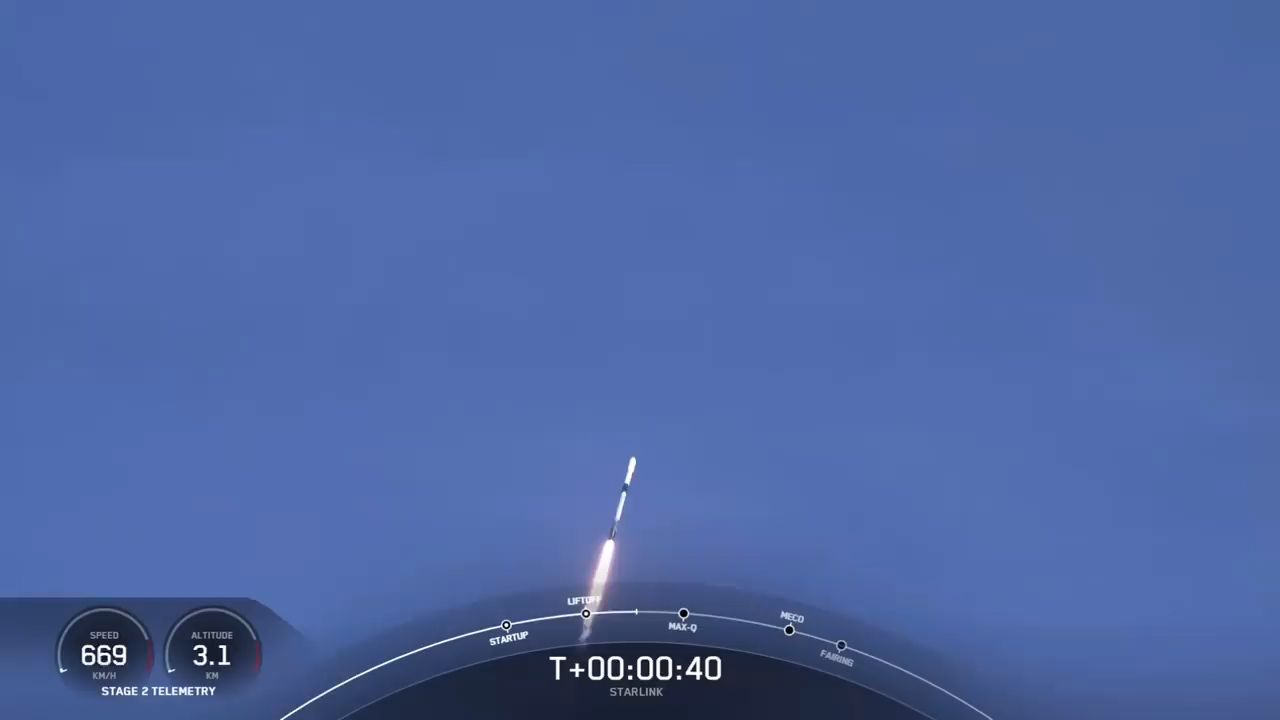 LIFTOFF
STARTUP
MAX-Q
MECO
FAIRING
SPEED
669
KM/H
ALTITUDE
3.1
KM
STAGE 2 TELEMETRY
T+00:00:40
STARLINK